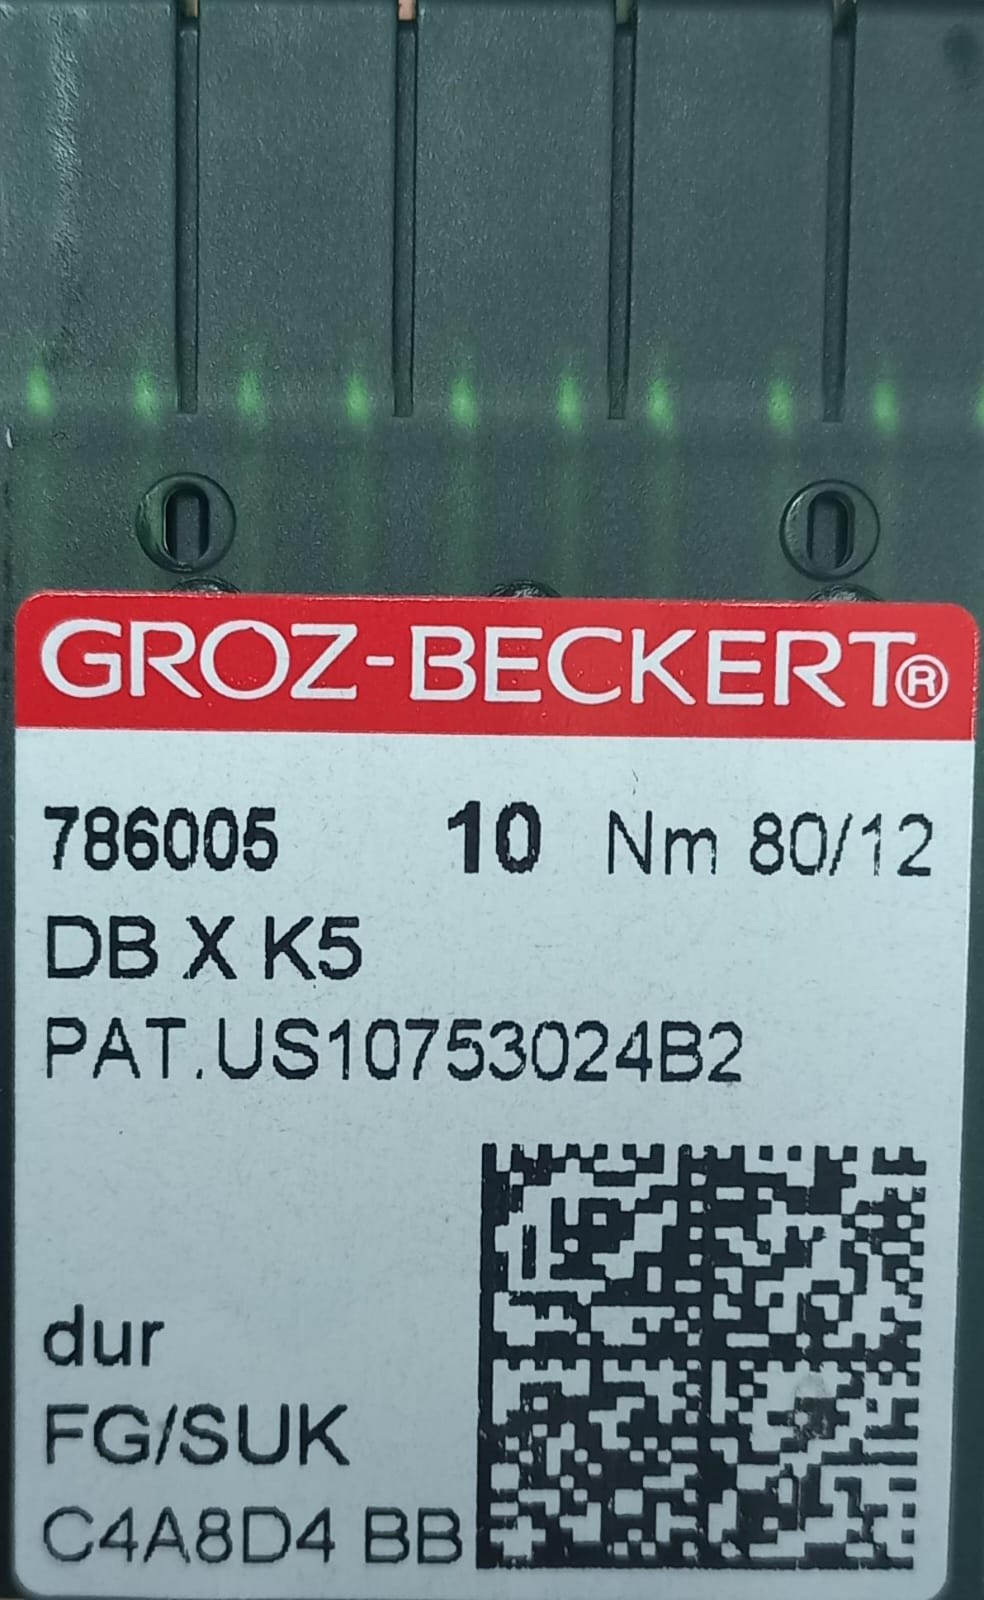 GROZ-BECKERT®
786005 10 Nm 80/12
DB X K5
PAT.US10753024B2
dur
FG/SUK
C4A8D4 BB